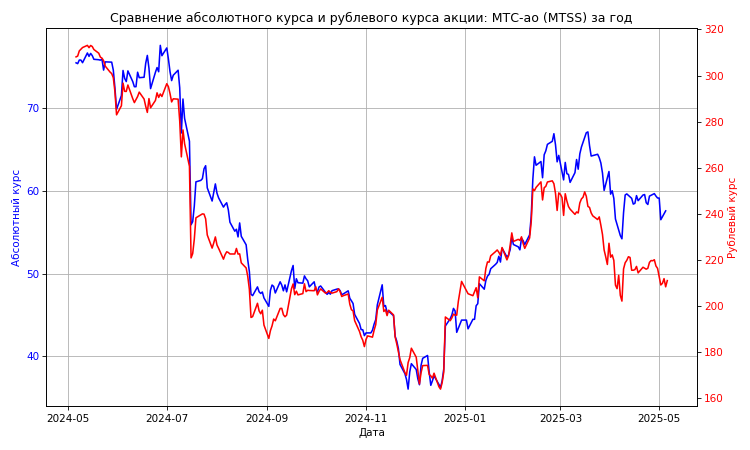 Сравнение абсолютного курса и рублевого курса акции: МТС-ао (MTSS) за год
320
300
70
280
260
60
240
220
50
200
180
40
160
Абсолютный курс
Рублевый курс
2024-05 2024-07 2024-09 2024-11 2025-01 2025-03 2025-05
Дата